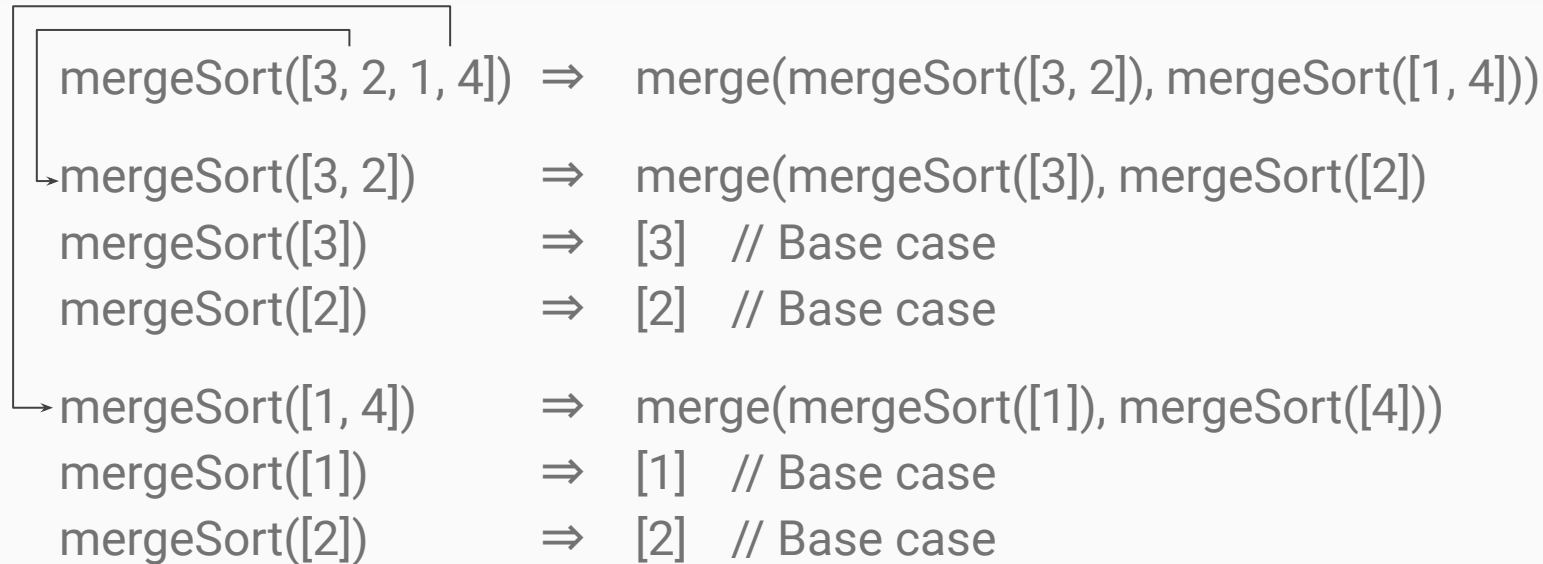 mergeSort([3, 2, 1, 4]) ⇒ merge(mergeSort([3, 2]), mergeSort([1, 4]))
mergeSort([3, 2]) ⇒ merge(mergeSort([3]), mergeSort([2])
mergeSort([3]) ⇒ [3] // Base case
mergeSort([2]) ⇒ [2] // Base case
mergeSort([1, 4]) ⇒ merge(mergeSort([1]), mergeSort([4]))
mergeSort([1]) ⇒ [1] // Base case
mergeSort([2]) ⇒ [2] // Base case